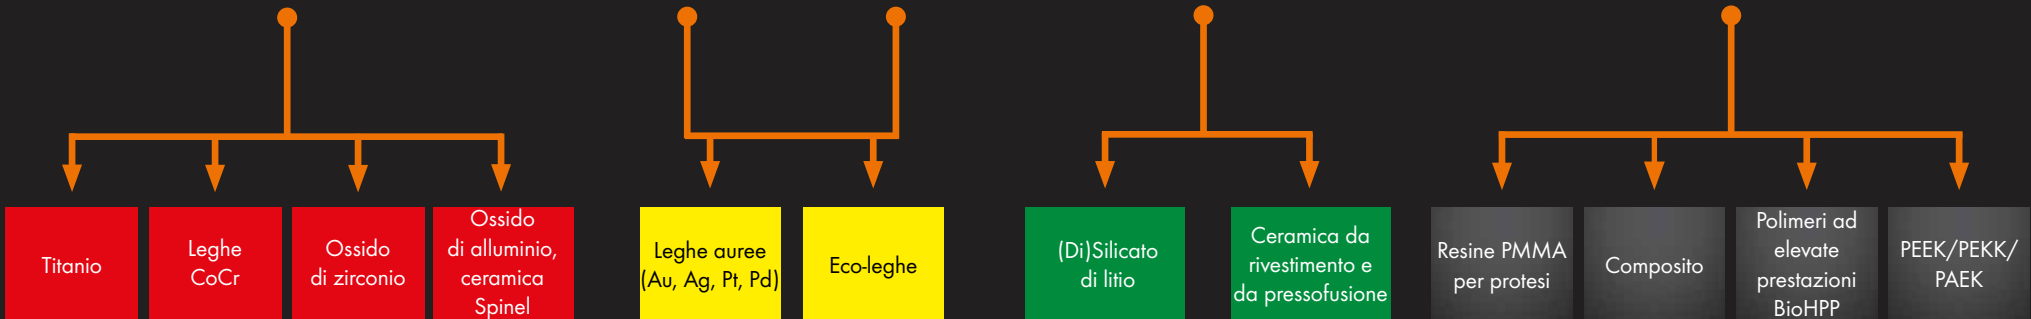 Titanio
Leghe
CoCr
Ossido
di zirconio
Ossido
di alluminio,
ceramica
Spinel
Leghe auree
(Au, Ag, Pt, Pd)
Eco-leghe
(Di)Silicato
di litio
Ceramica da
rivestimento e
da pressofusione
Resine PMMA
per protesi
Composito
Polimeri ad
elevate
prestazioni
BioHPP
PEEK/PEKK/
PAEK